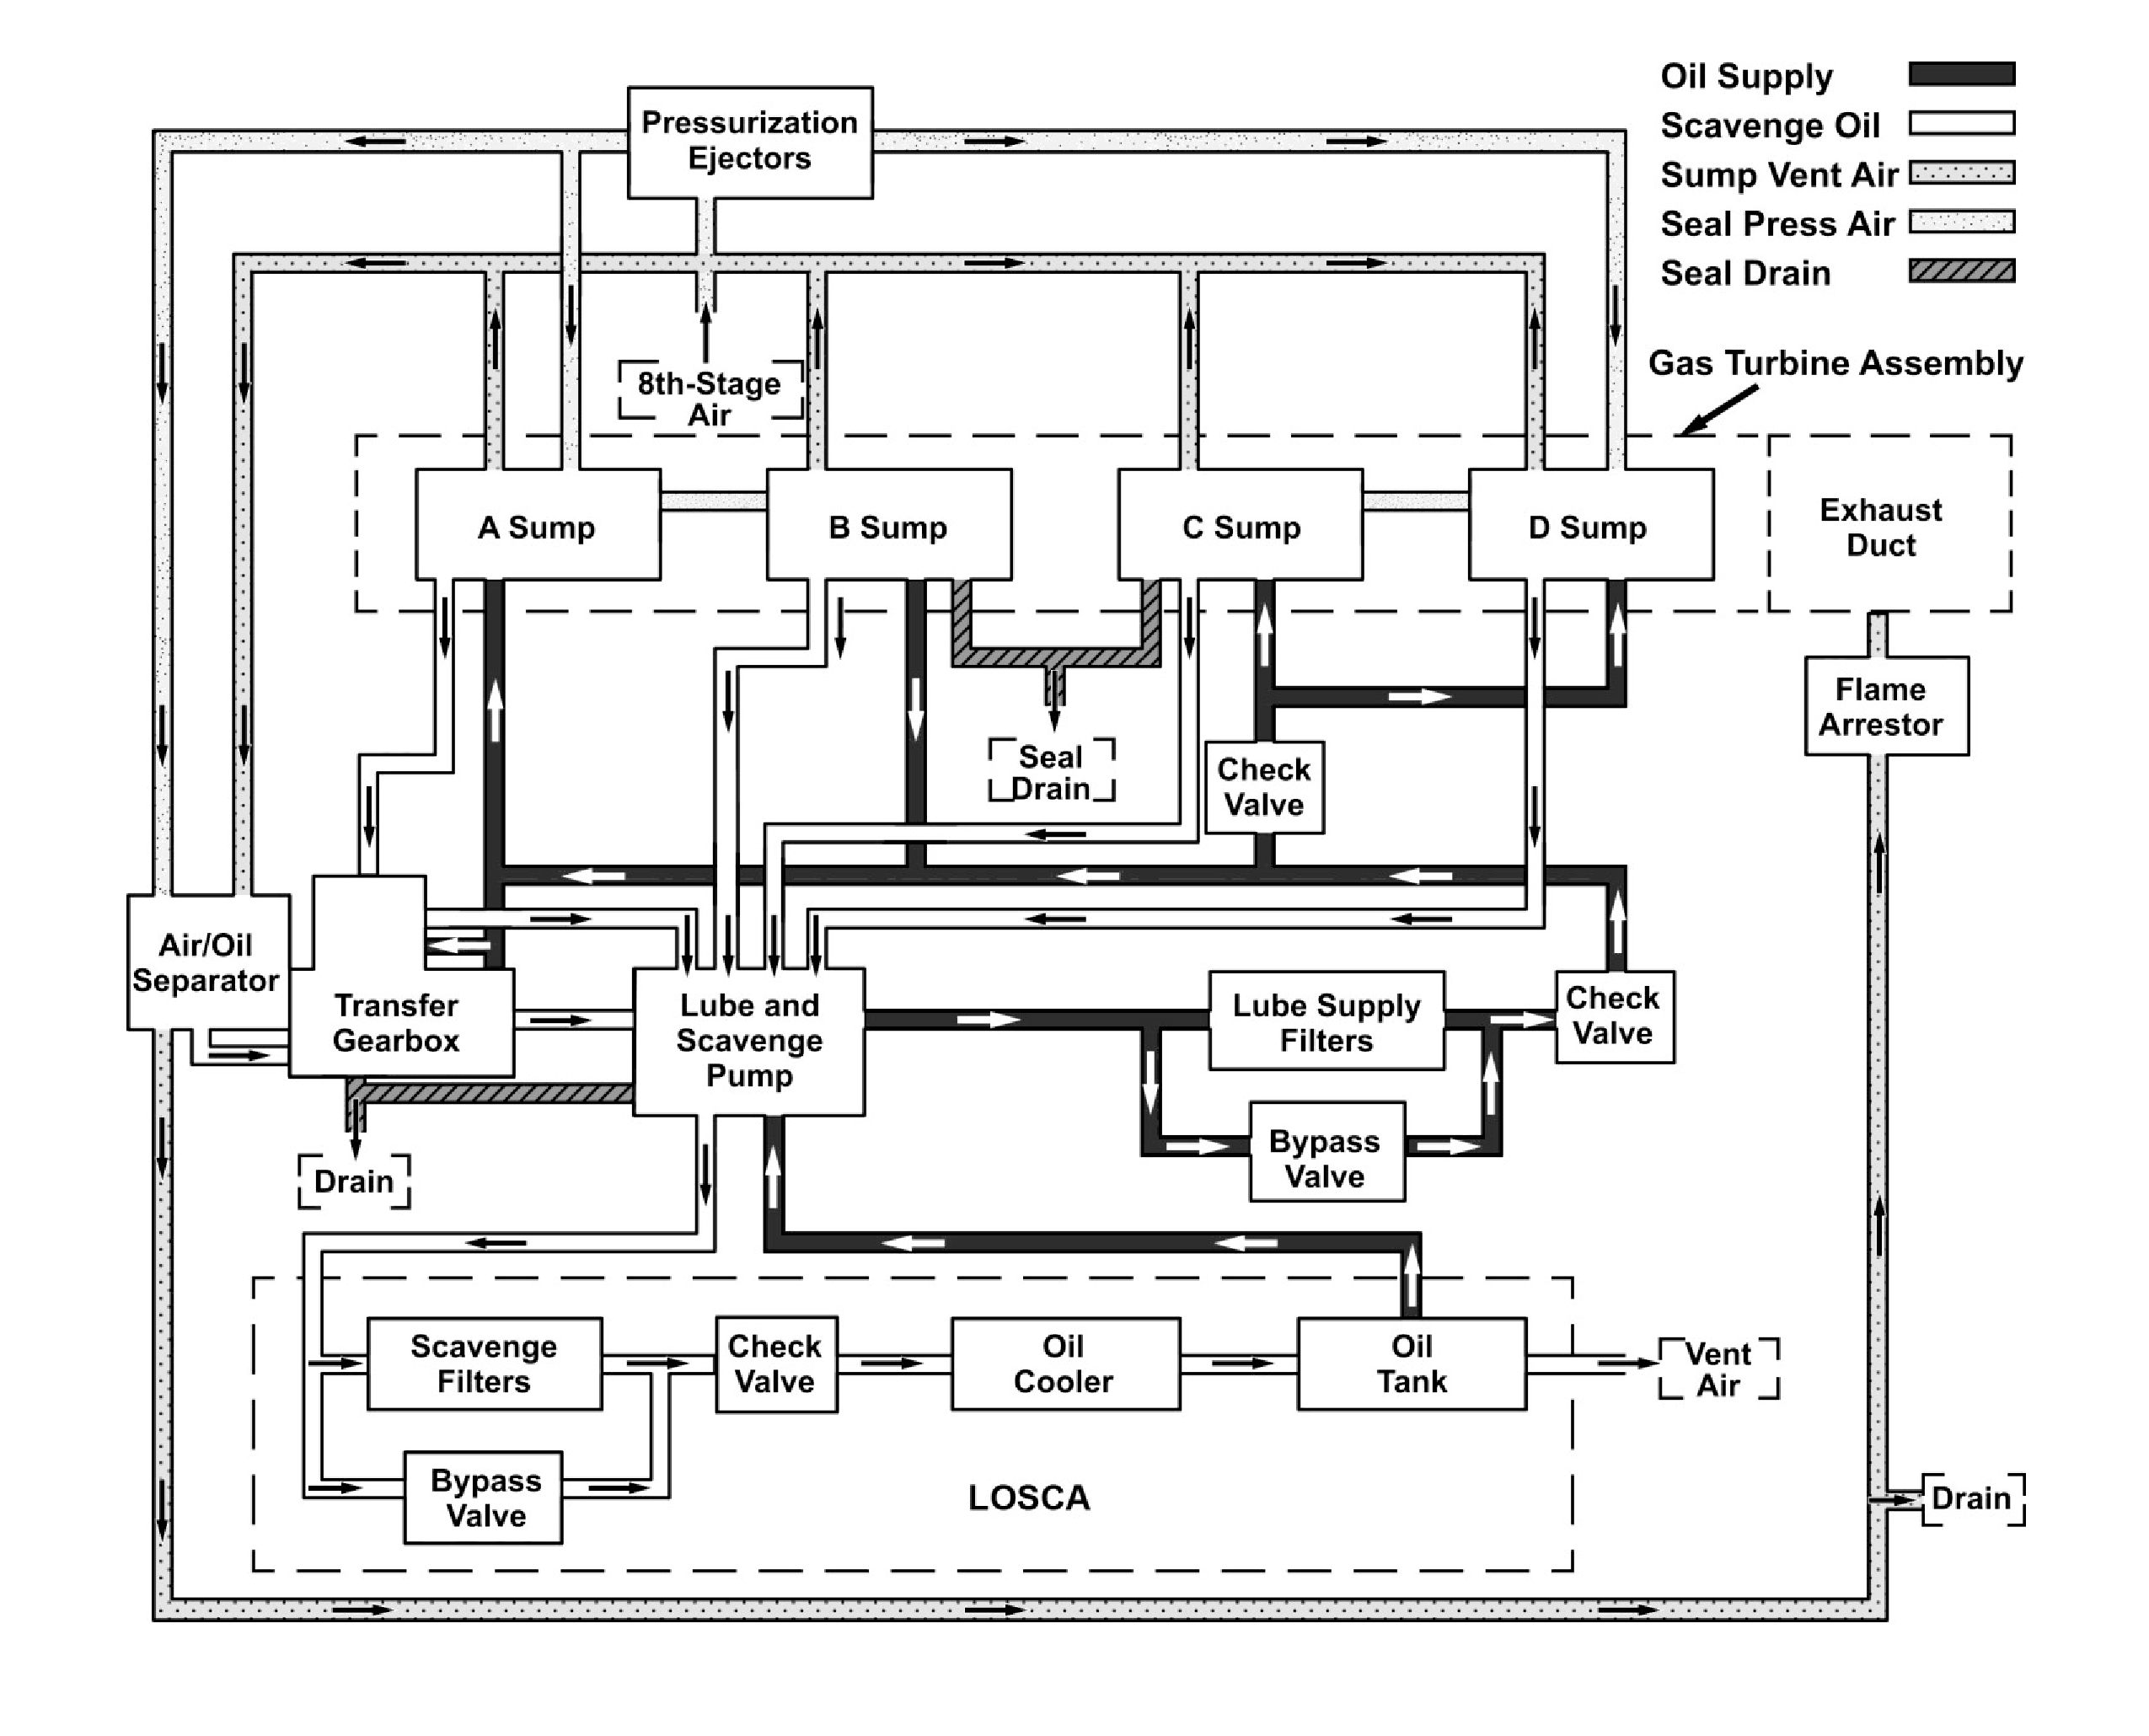 Pressurization
Ejectors
Oil Supply
Scavenge Oil
Sump Vent Air
Seal Press Air
Seal Drain
Gas Turbine Assembly
8th-Stage
Air
A Sump
B Sump
C Sump
D Sump
Exhaust
Duct
Flame
Arrestor
Seal
Drain
Check
Valve
Air/Oil
Separator
Transfer
Gearbox
Lube and
Scavenge
Pump
Lube Supply
Filters
Check
Valve
Bypass
Valve
Drain
Scavenge
Filters
Check
Valve
Oil
Cooler
Oil
Tank
Vent
Air
Bypass
Valve
LOSCA
Drain